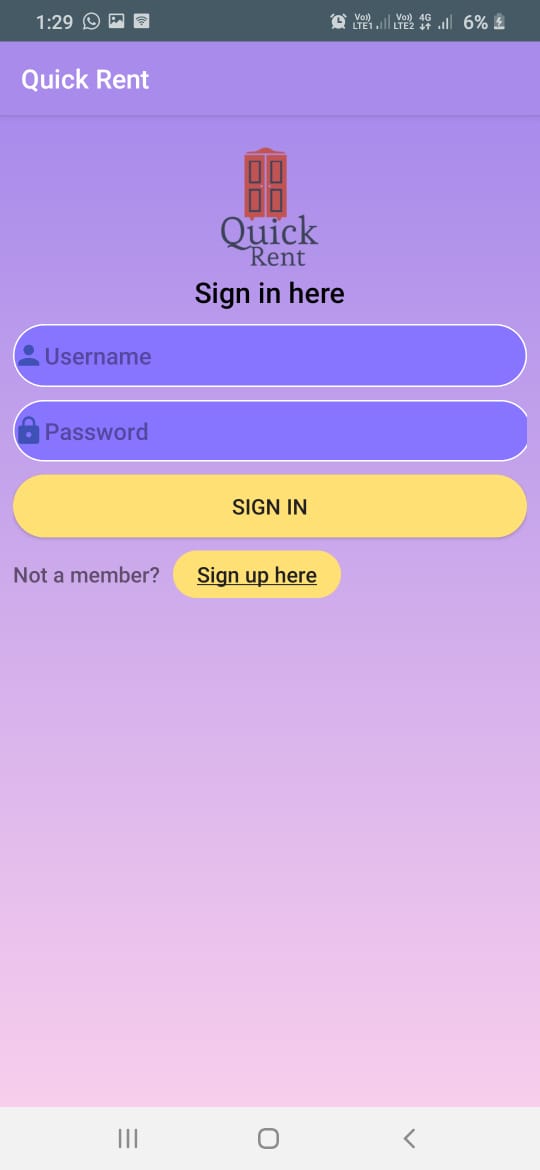 1:29 Vo) LTE1 Vo) LTE2 4G 6%
Quick Rent
Quick
Rent
Sign in here
Username
Password
SIGN IN
Not a member? Sign up here